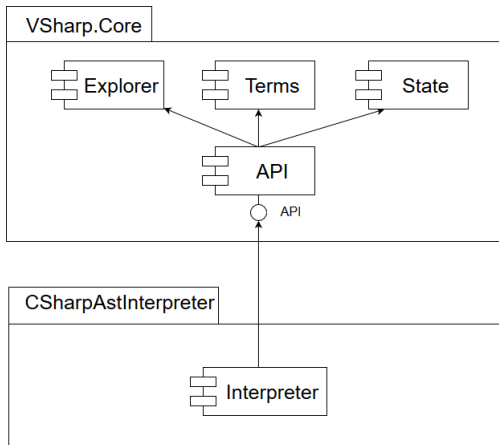 VSharp.Core
Explorer
Terms
State
API
API
CSharpAstInterpreter
Interpreter